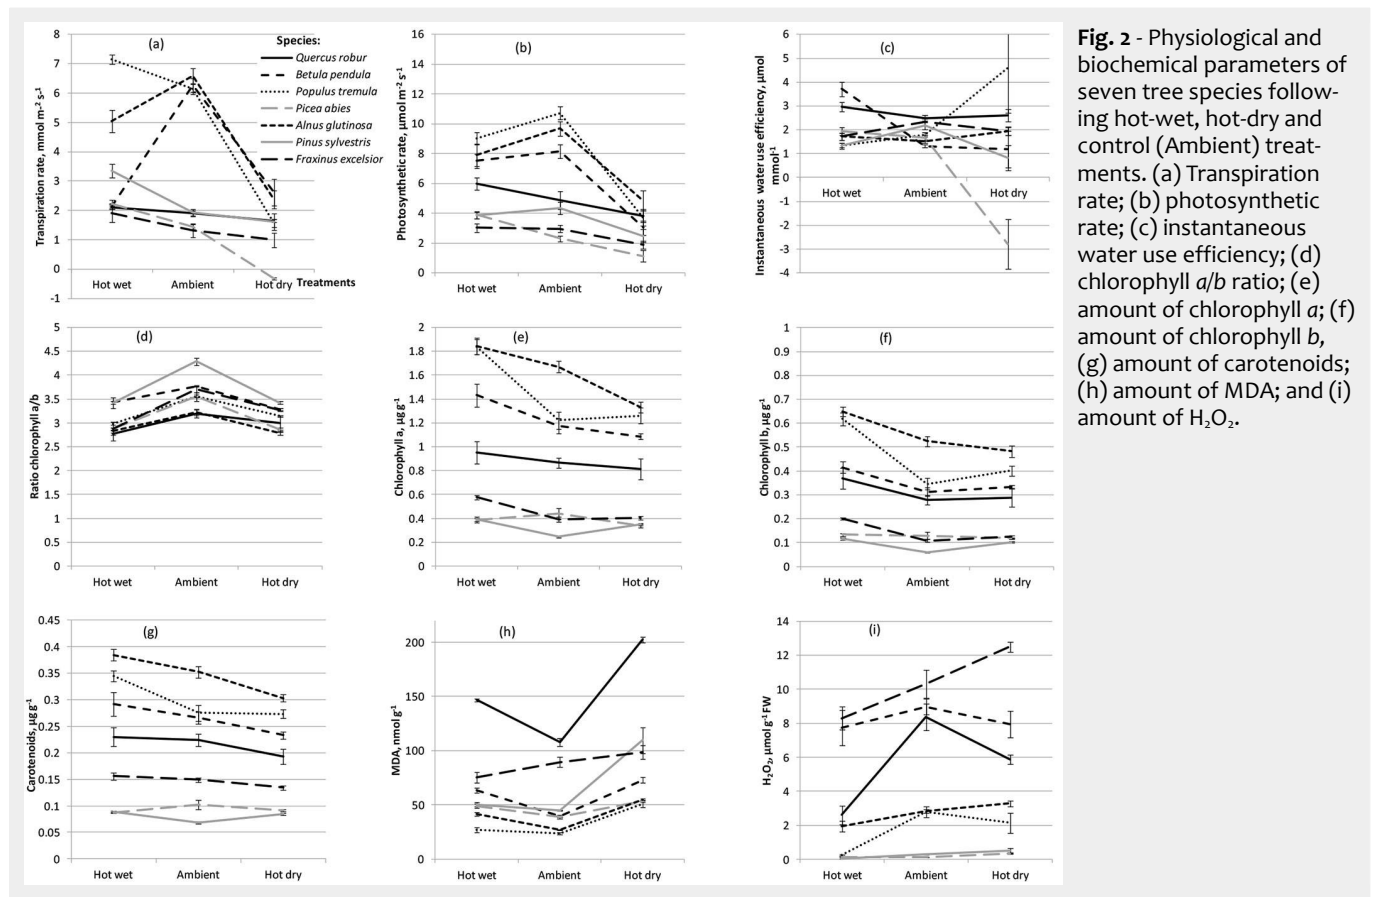 8
7
6
5
4
3
2
1
0
-1
Transpiration rate, mmol m-2 s-1
(a)
Species:
Quercus robur
Betula pendula
Populus tremula
Picea abies
Alnus glutinosa
Pinus sylvestris
Fraxinus excelsior
Hot wet Ambient Hot dry Treatments
16
14
12
10
8
6
4
2
0
Photosynthetic rate, µmol m-2 s-1
(b)
Hot wet Ambient Hot dry
6
5
4
3
2
1
0
-1
-2
-3
-4
Instantaneous water use efficiency, µmol
mmol-1
(c)
Hot wet Ambient Hot dry
Fig. 2 - Physiological and
biochemical parameters of
seven tree species follow-
ing hot-wet, hot-dry and
control (Ambient) treat-
ments. (a) Transpiration
rate; (b) photosynthetic
rate; (c) instantaneous
water use efficiency; (d)
chlorophyll a/b ratio; (e)
amount of chlorophyll a; (f)
amount of chlorophyll b,
(g) amount of carotenoids;
(h) amount of MDA; and (i)
amount of H₂O₂.
5
4.5
4
3.5
3
2.5
2
1.5
1
0.5
0
Ratio chlorophyll a/b
(d)
Hot wet Ambient Hot dry
2
1.8
1.6
1.4
1.2
1
0.8
0.6
0.4
0.2
0
Chlorophyll a, µg g-1
(e)
Hot wet Ambient Hot dry
1
0.9
0.8
0.7
0.6
0.5
0.4
0.3
0.2
0.1
0
Chlorophyll b, µg g-1
(f)
Hot wet Ambient Hot dry
0.45
0.4
0.35
0.3
0.25
0.2
0.15
0.1
0.05
0
Carotenoids, µg g-1
(g)
Hot wet Ambient Hot dry
200
150
100
50
0
MDA, nmol g-1
(h)
Hot wet Ambient Hot dry
14
12
10
8
6
4
2
0
H₂O₂, µmol g-1 FW
(i)
Hot wet Ambient Hot dry